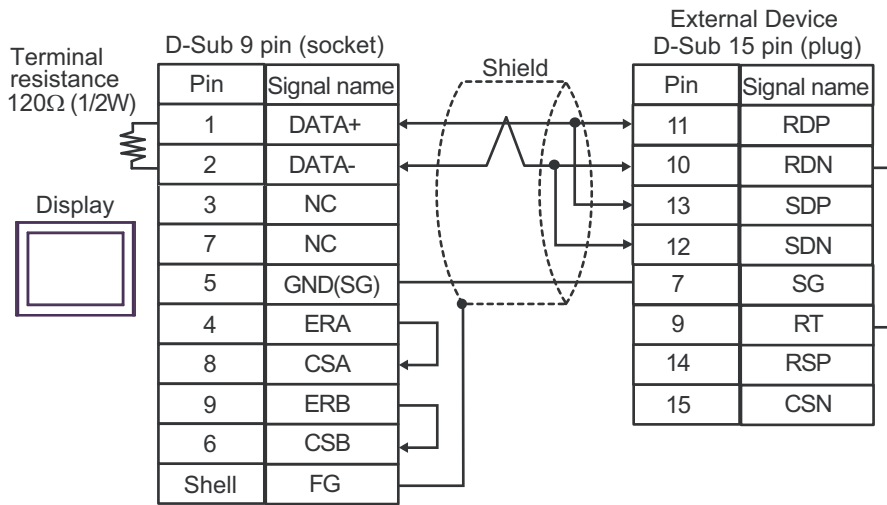 Terminal
resistance
120Ω (1/2W)
Display
D-Sub 9 pin (socket)
Pin Signal name
1 DATA+
2 DATA-
3 NC
7 NC
5 GND(SG)
4 ERA
8 CSA
9 ERB
6 CSB
Shell FG
Shield
External Device
D-Sub 15 pin (plug)
Pin Signal name
11 RDP
10 RDN
13 SDP
12 SDN
7 SG
9 RT
14 RSP
15 CSN